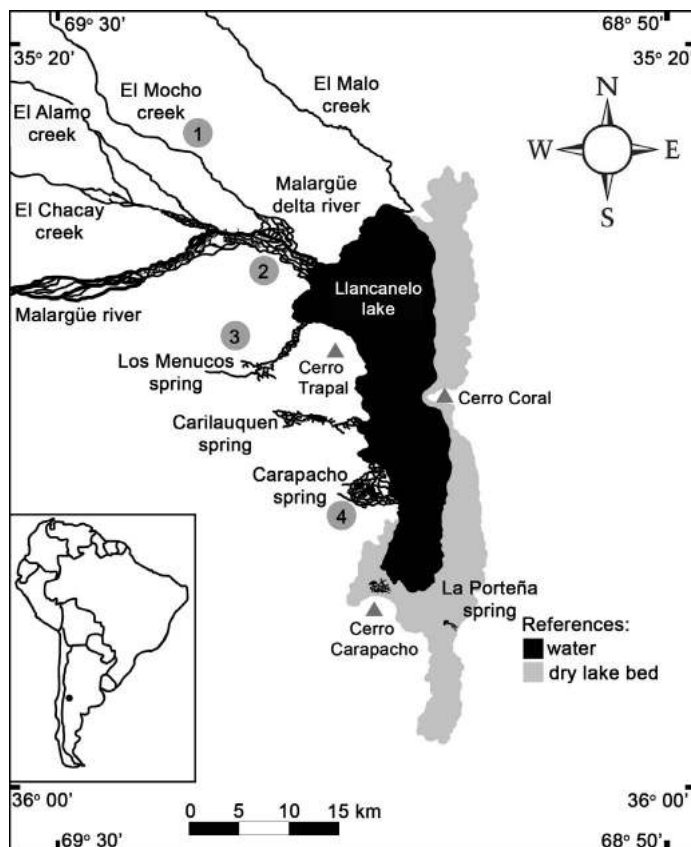 69° 30'
68° 50'
35° 20'
35° 20'
El Malo
creek
El Mocho
creek
El Alamo
creek
1
N
W
E
S
Malargüe
delta river
El Chacay
creek
2
Llancanelo
lake
Malargüe river
3
Los Menucos
spring
Cerro
Trapal
Cerro Coral
Carilauquen
spring
Carapacho
spring
4
La Porteña
spring
Cerro
Carapacho
References:
water
dry lake bed
36° 00'
36° 00'
0 5 10 15 km
69° 30'
68° 50'